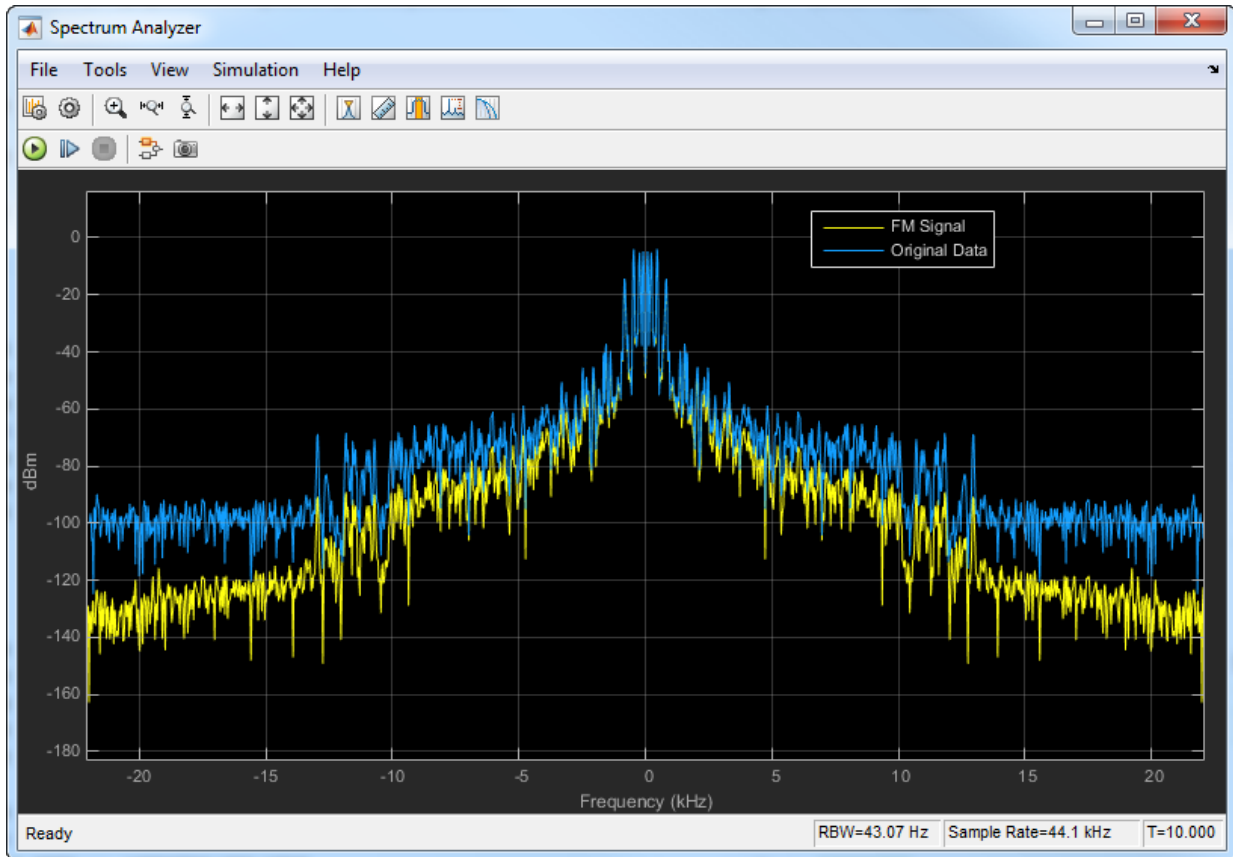 Spectrum Analyzer
File Tools View Simulation Help
FM Signal
Original Data
0
-20
-40
-60
-80
-100
-120
-140
-160
-180
dBm
-20 -15 -10 -5 0 5 10 15 20
Frequency (kHz)
Ready RBW=43.07 Hz Sample Rate=44.1 kHz T=10.000